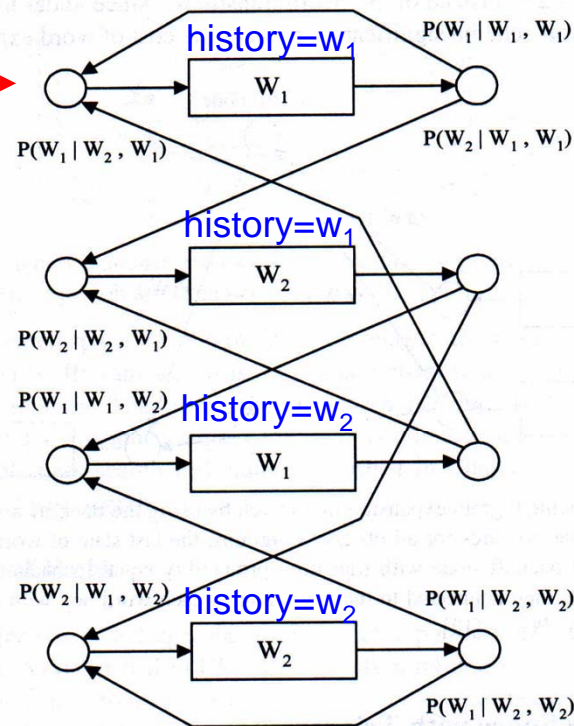 P(W₁ | W₁ , W₁)
history=w₁
W₁
P(W₁ | W₂ , W₁)
P(W₂ | W₁ , W₁)
history=w₁
W₂
P(W₂ | W₂ , W₁)
P(W₁ | W₁ , W₂)
history=w₂
W₁
P(W₂ | W₁ , W₂)
history=w₂
P(W₁ | W₂ , W₂)
W₂
P(W₁ | W₂ , W₂)